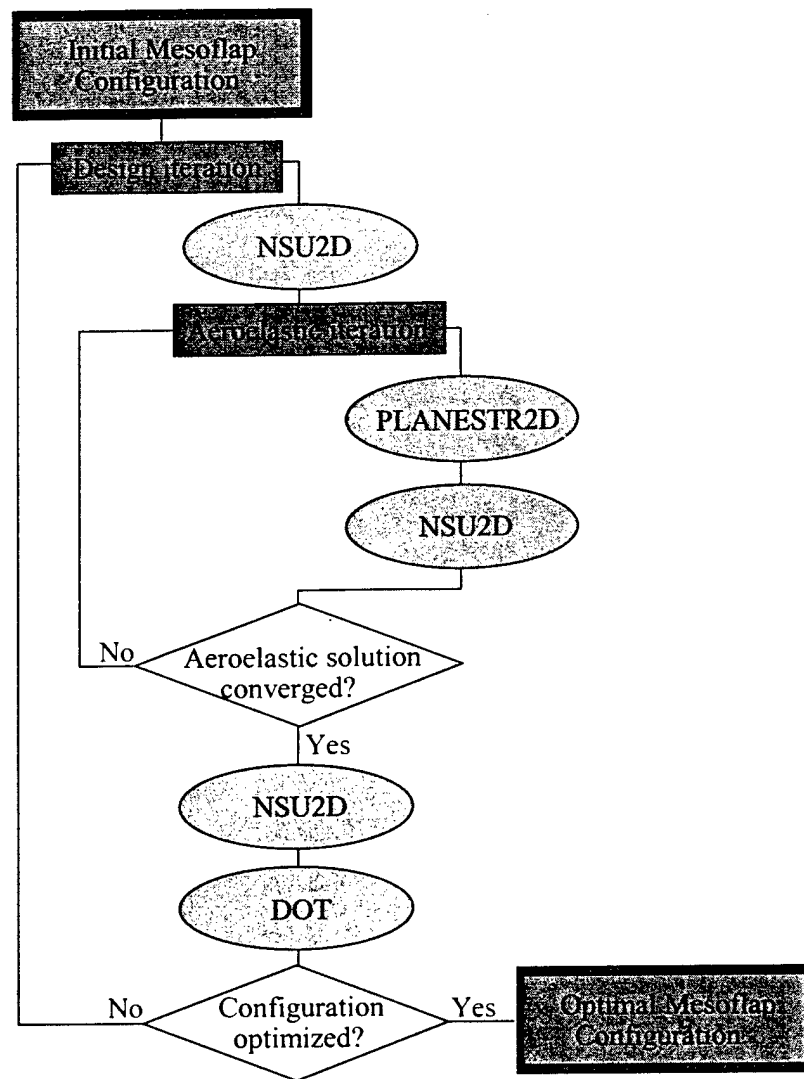 Initial Mesoflap
Configuration
Design iteration
NSU2D
Aeroelastic iteration
PLANESTR2D
NSU2D
No
Aeroelastic solution
converged?
Yes
NSU2D
DOT
No
Configuration
optimized?
Yes
Optimal Mesoflap
Configuration